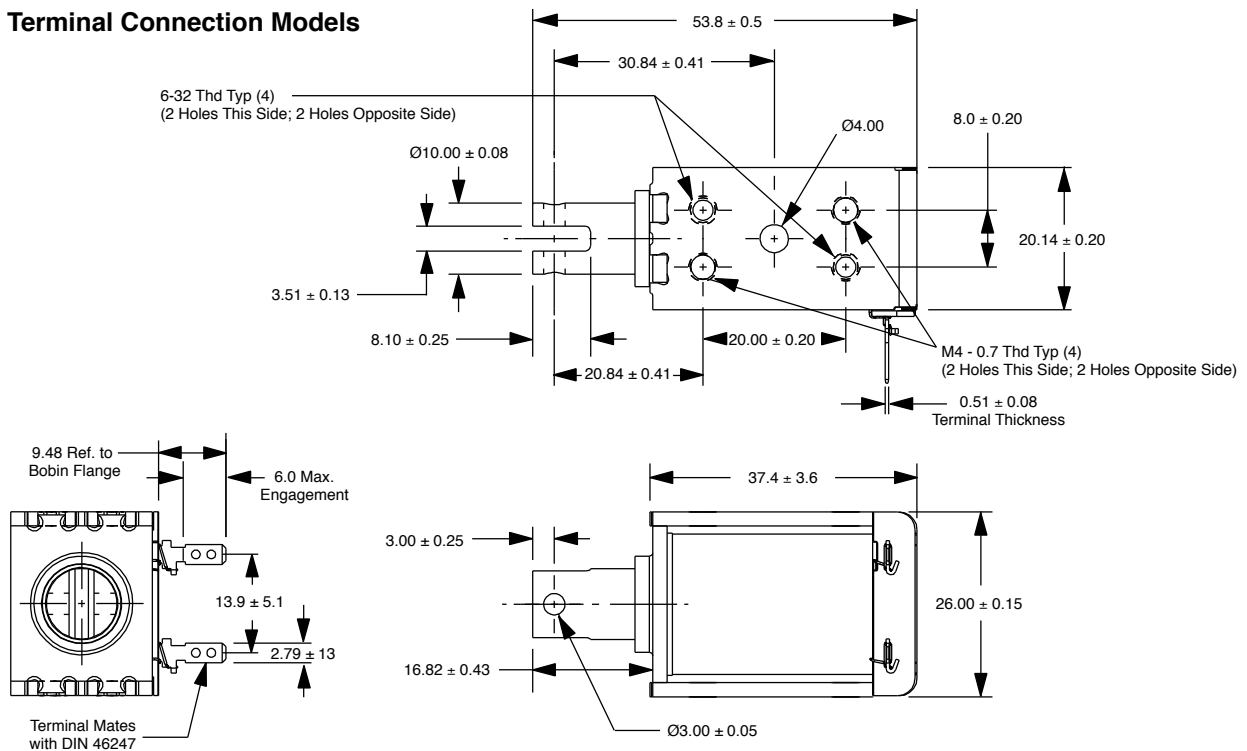 Terminal Connection Models
53.8 ± 0.5
30.84 ± 0.41
6-32 Thd Typ (4)
(2 Holes This Side; 2 Holes Opposite Side)
Ø4.00
8.0 ± 0.20
Ø10.00 ± 0.08
20.14 ± 0.20
3.51 ± 0.13
8.10 ± 0.25
20.00 ± 0.20
M4 - 0.7 Thd Typ (4)
(2 Holes This Side; 2 Holes Opposite Side)
20.84 ± 0.41
0.51 ± 0.08
Terminal Thickness
9.48 Ref. to
Bobin Flange
6.0 Max.
Engagement
37.4 ± 3.6
3.00 ± 0.25
13.9 ± 5.1
26.00 ± 0.15
2.79 ± 13
16.82 ± 0.43
Terminal Mates
with DIN 46247
Ø3.00 ± 0.05